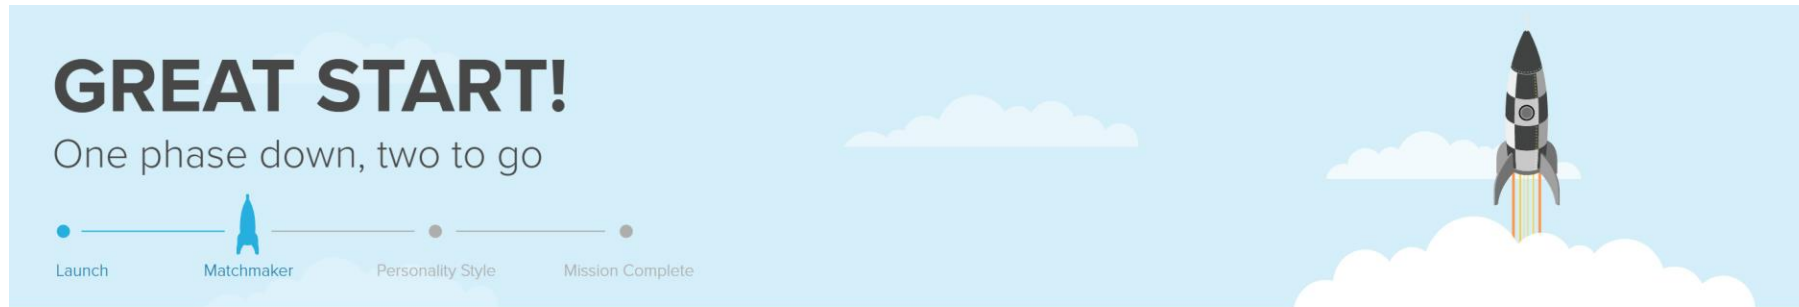 GREAT START!
One phase down, two to go
Launch
Matchmaker
Personality Style
Mission Complete